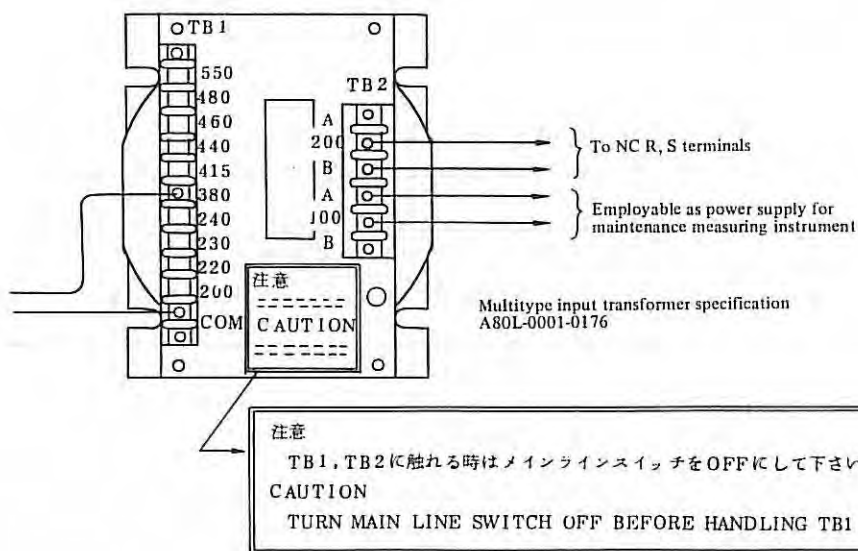 TB1
550
480
460
440
415
380
240
230
220
200
COM
TB2
A
200
B
A
100
B
To NC R, S terminals
Employable as power supply for
maintenance measuring instrument
注意
CAUTION
Multitype input transformer specification
A80L-0001-0176
注意
TB1,TB2に触れる時はメインラインスイッチをOFFにして下さい
CAUTION
TURN MAIN LINE SWITCH OFF BEFORE HANDLING TB1